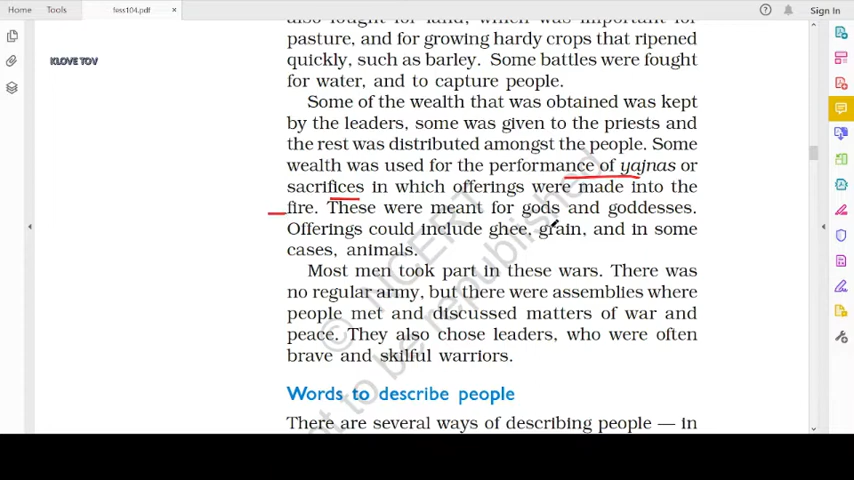 Home Tools fess104.pdf × Sign In
KLOVE TOV
also fought for land, which was important for
pasture, and for growing hardy crops that ripened
quickly, such as barley. Some battles were fought
for water, and to capture people.
Some of the wealth that was obtained was kept
by the leaders, some was given to the priests and
the rest was distributed amongst the people. Some
wealth was used for the performance of yajnas or
sacrifices in which offerings were made into the
fire. These were meant for gods and goddesses.
Offerings could include ghee, grain, and in some
cases, animals.
Most men took part in these wars. There was
no regular army, but there were assemblies where
people met and discussed matters of war and
peace. They also chose leaders, who were often
brave and skilful warriors.
Words to describe people
There are several ways of describing people — in
© NCERT
not to be republished